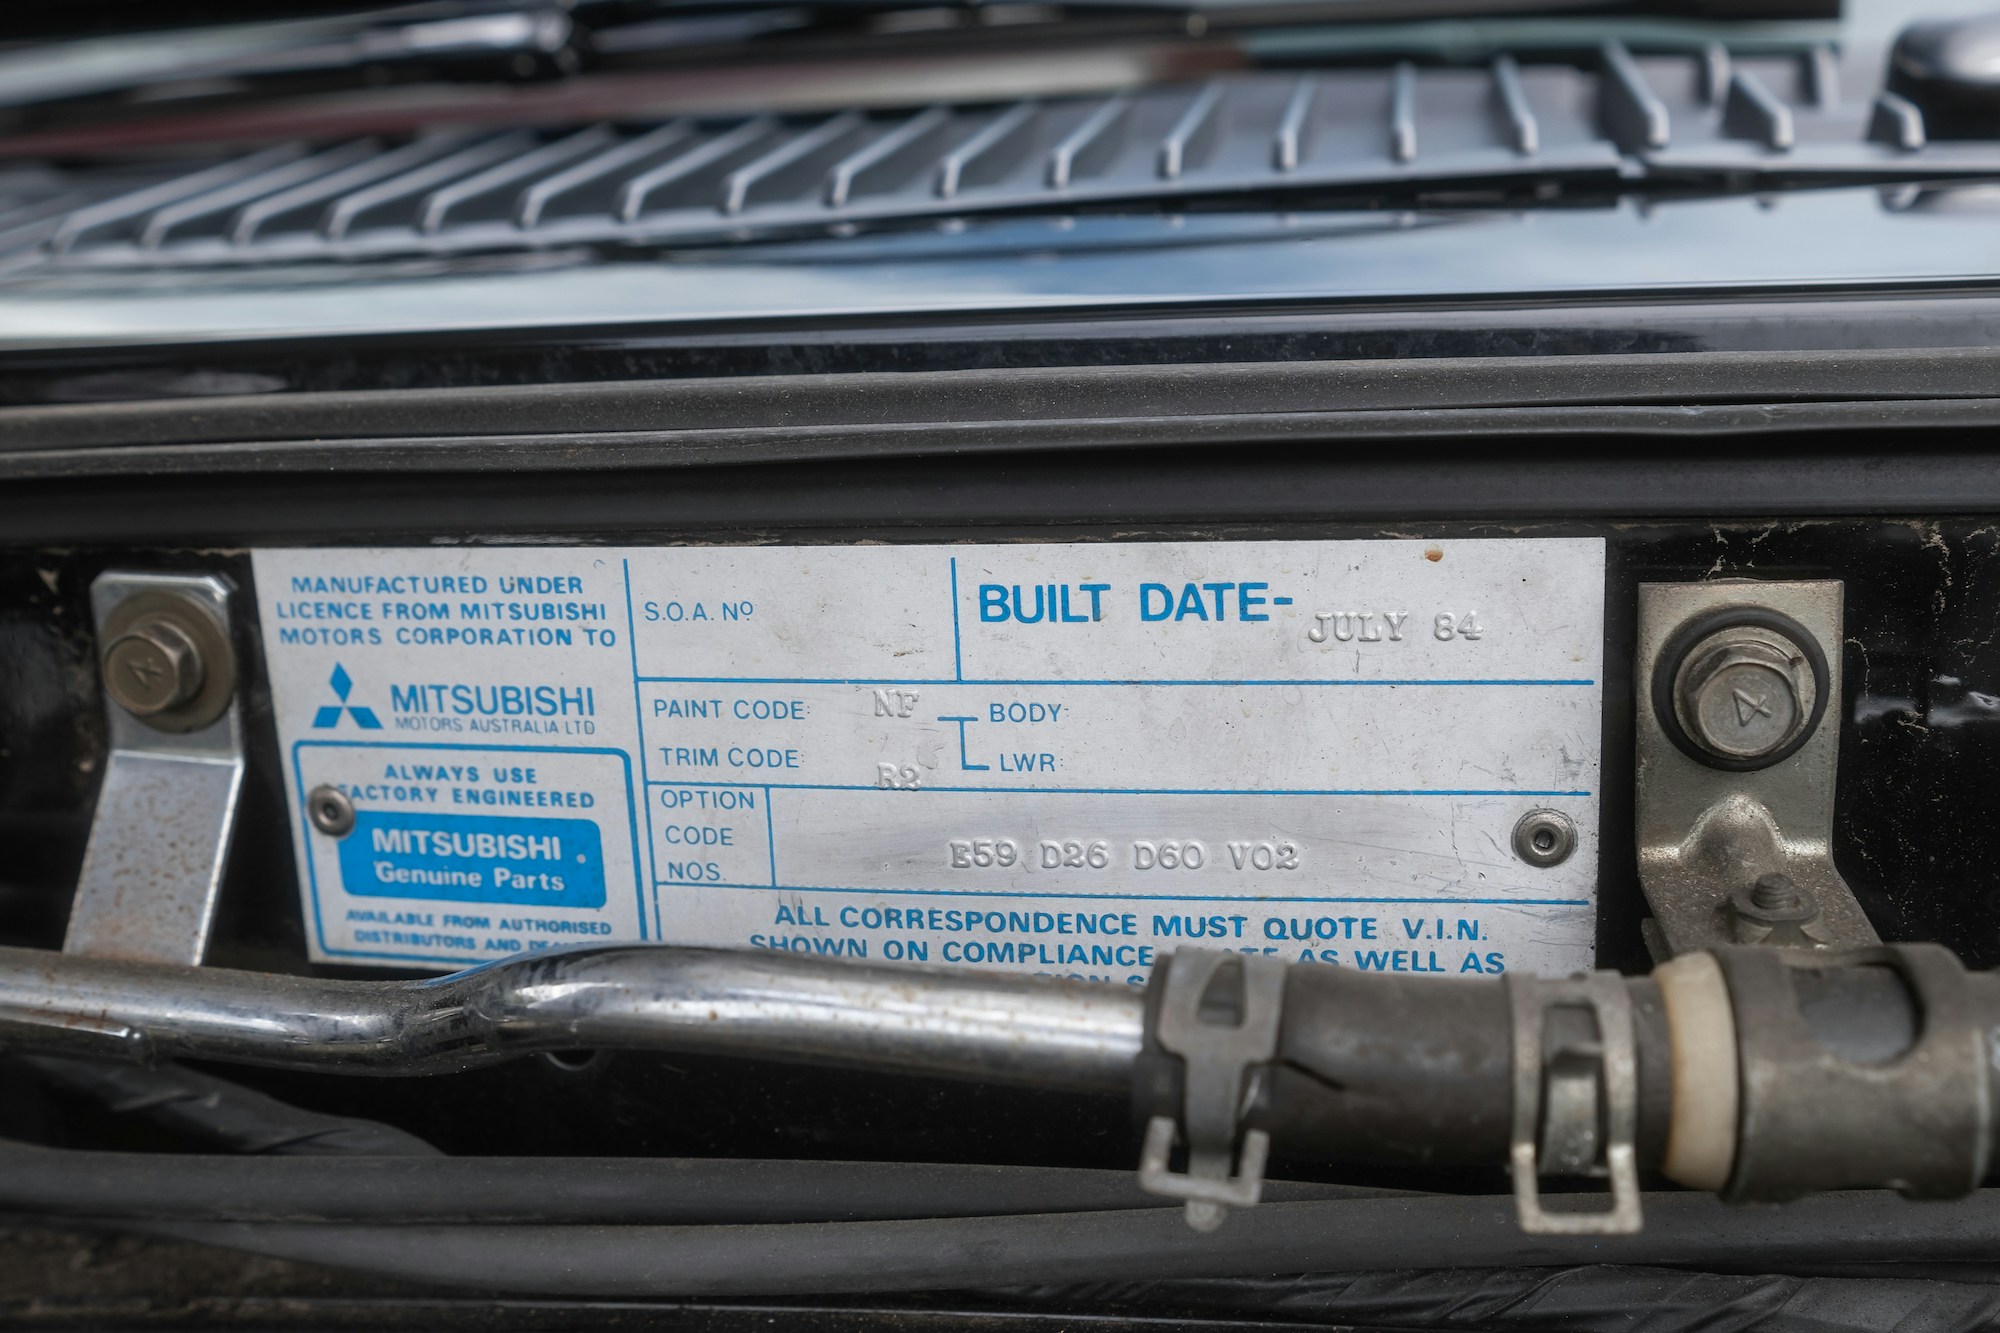 MANUFACTURED UNDER
LICENCE FROM MITSUBISHI
MOTORS CORPORATION TO
MITSUBISHI
MOTORS AUSTRALIA LTD
ALWAYS USE
FACTORY ENGINEERED
MITSUBISHI
Genuine Parts
AVAILABLE FROM AUTHORISED
DISTRIBUTORS AND
S.O.A. Nº
BUILT DATE- JULY 84
PAINT CODE: NF BODY:
TRIM CODE: R2 LWR:
OPTION
CODE
NOS.
E59 D26 D60 V02
ALL CORRESPONDENCE MUST QUOTE V.I.N.
SHOWN ON COMPLIANCE AS WELL AS
4
4